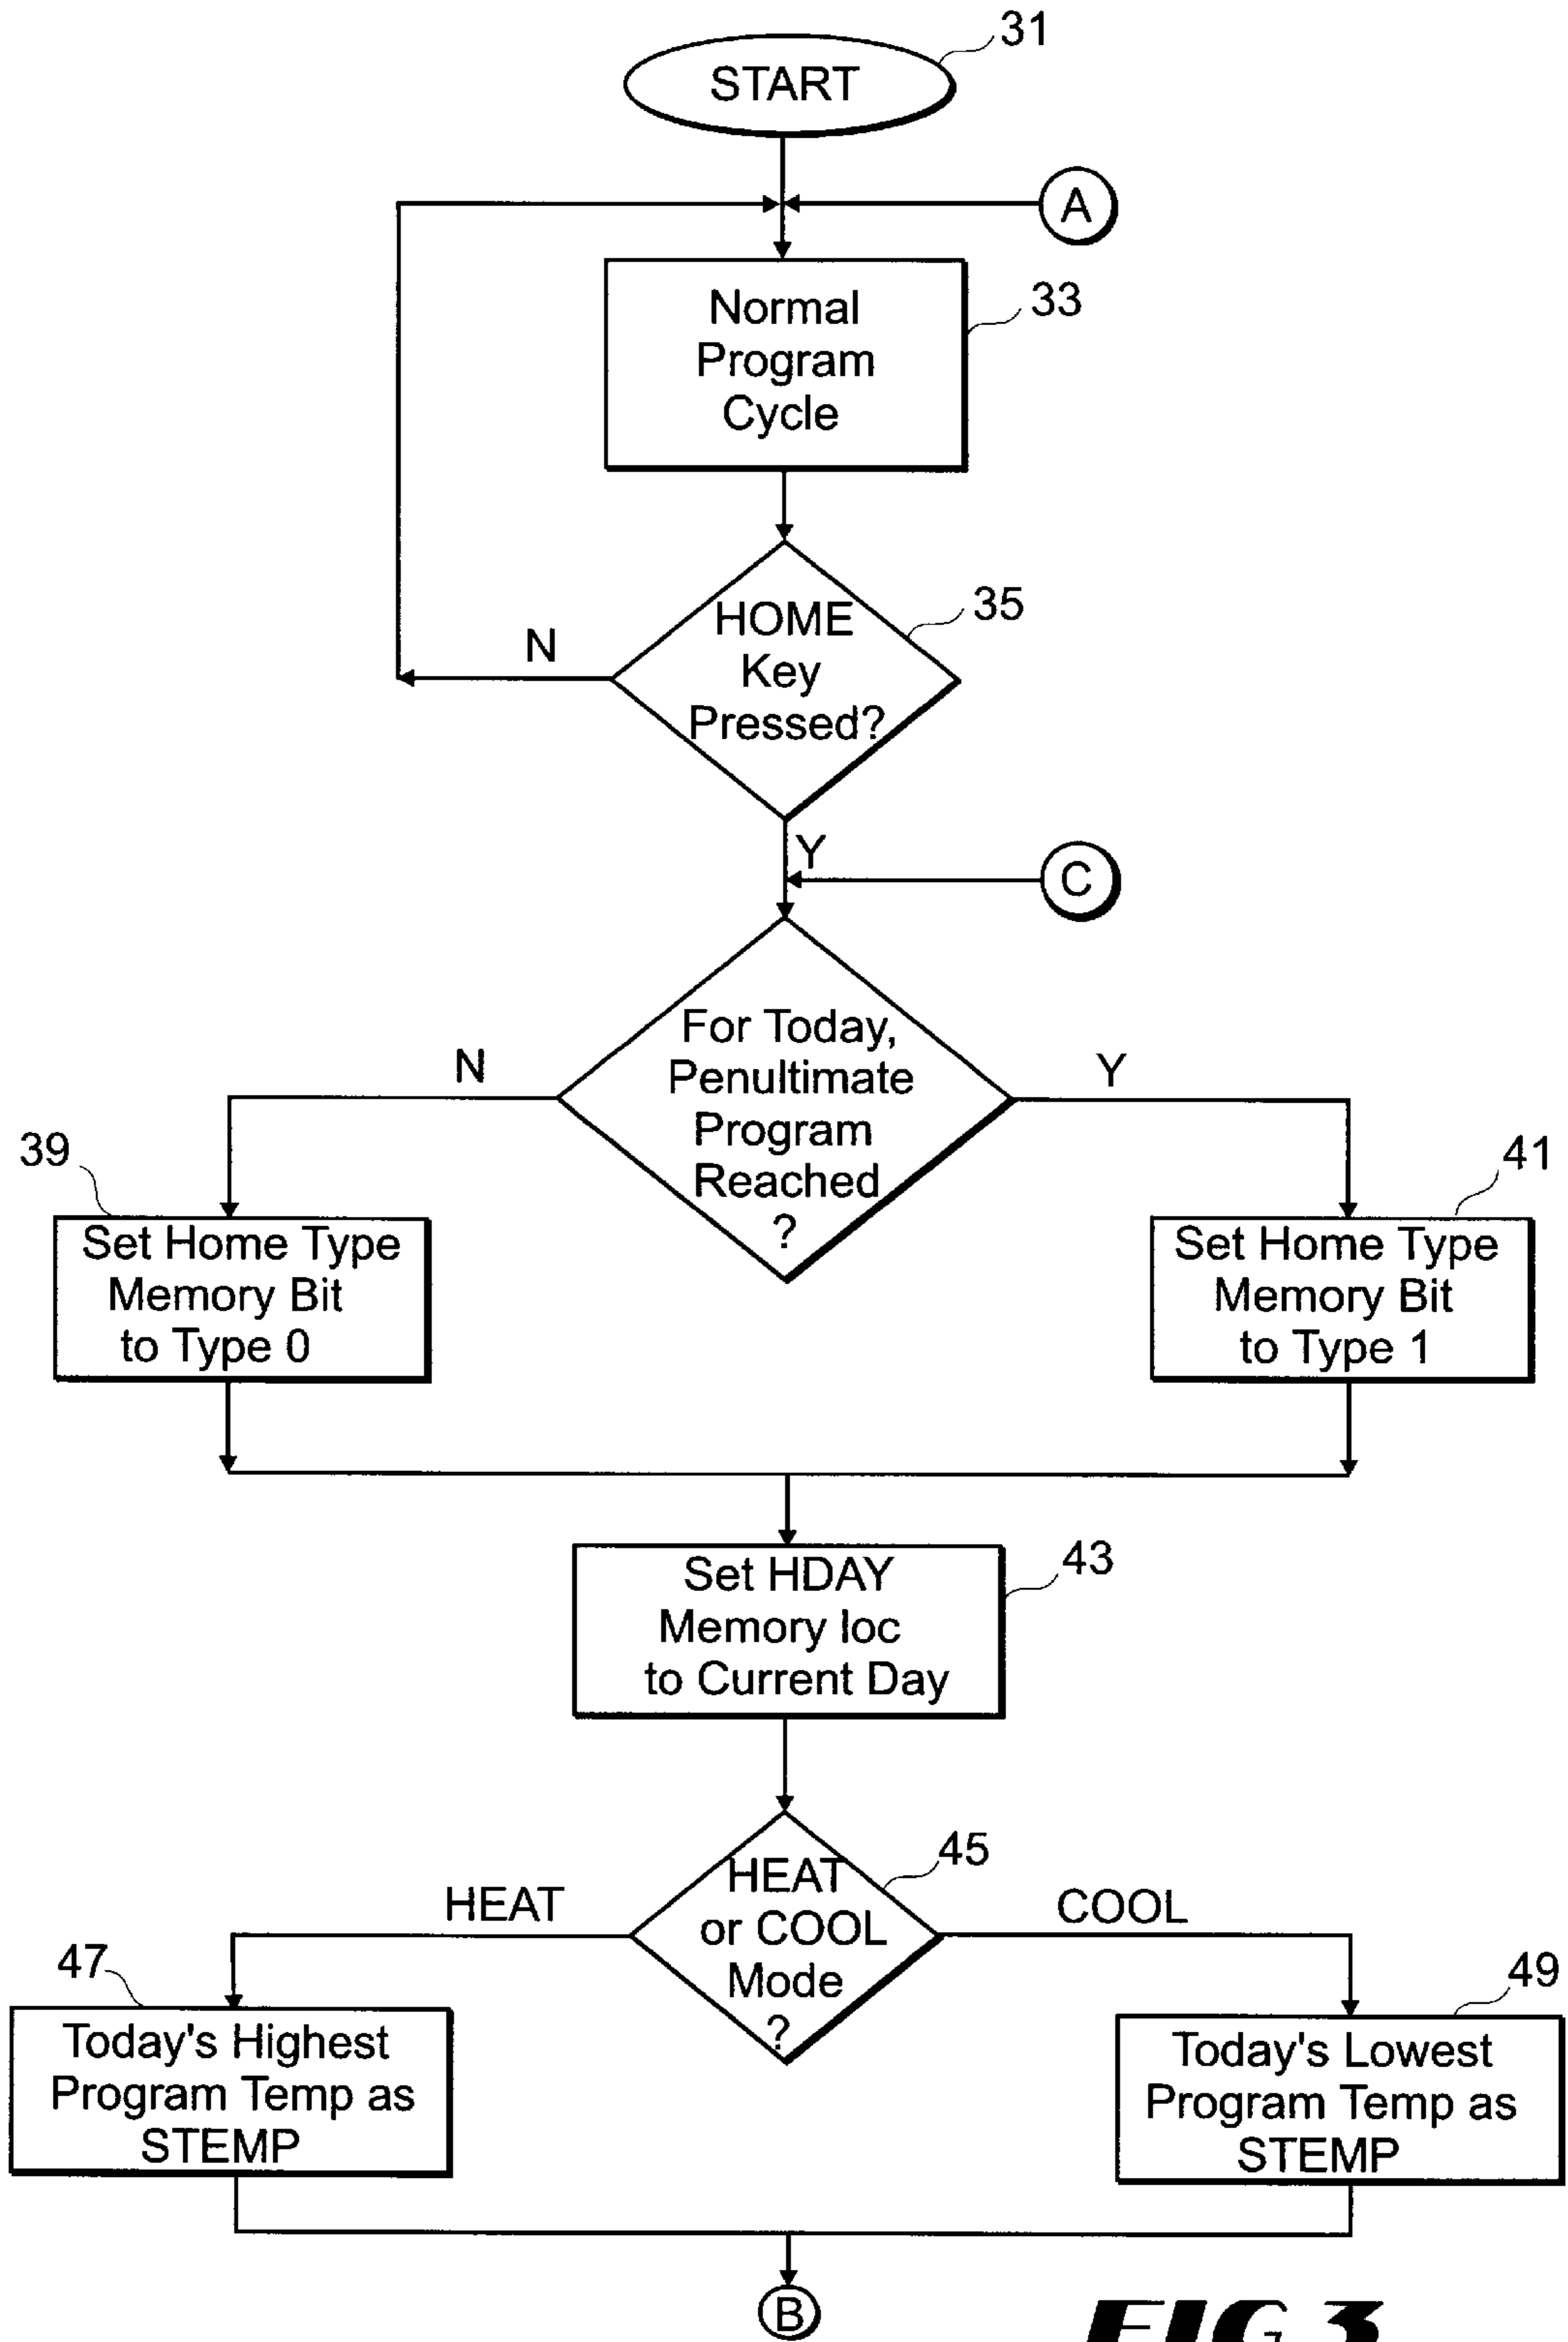 31
START
A
Normal
Program
Cycle
33
HOME
Key
Pressed?
35
N
Y
C
For Today,
Penultimate
Program
Reached
?
N
Y
39
Set Home Type
Memory Bit
to Type 0
41
Set Home Type
Memory Bit
to Type 1
Set HDAY
Memory loc
to Current Day
43
HEAT
or COOL
Mode
?
45
HEAT
COOL
47
Today's Highest
Program Temp as
STEMP
49
Today's Lowest
Program Temp as
STEMP
B
FIG 3